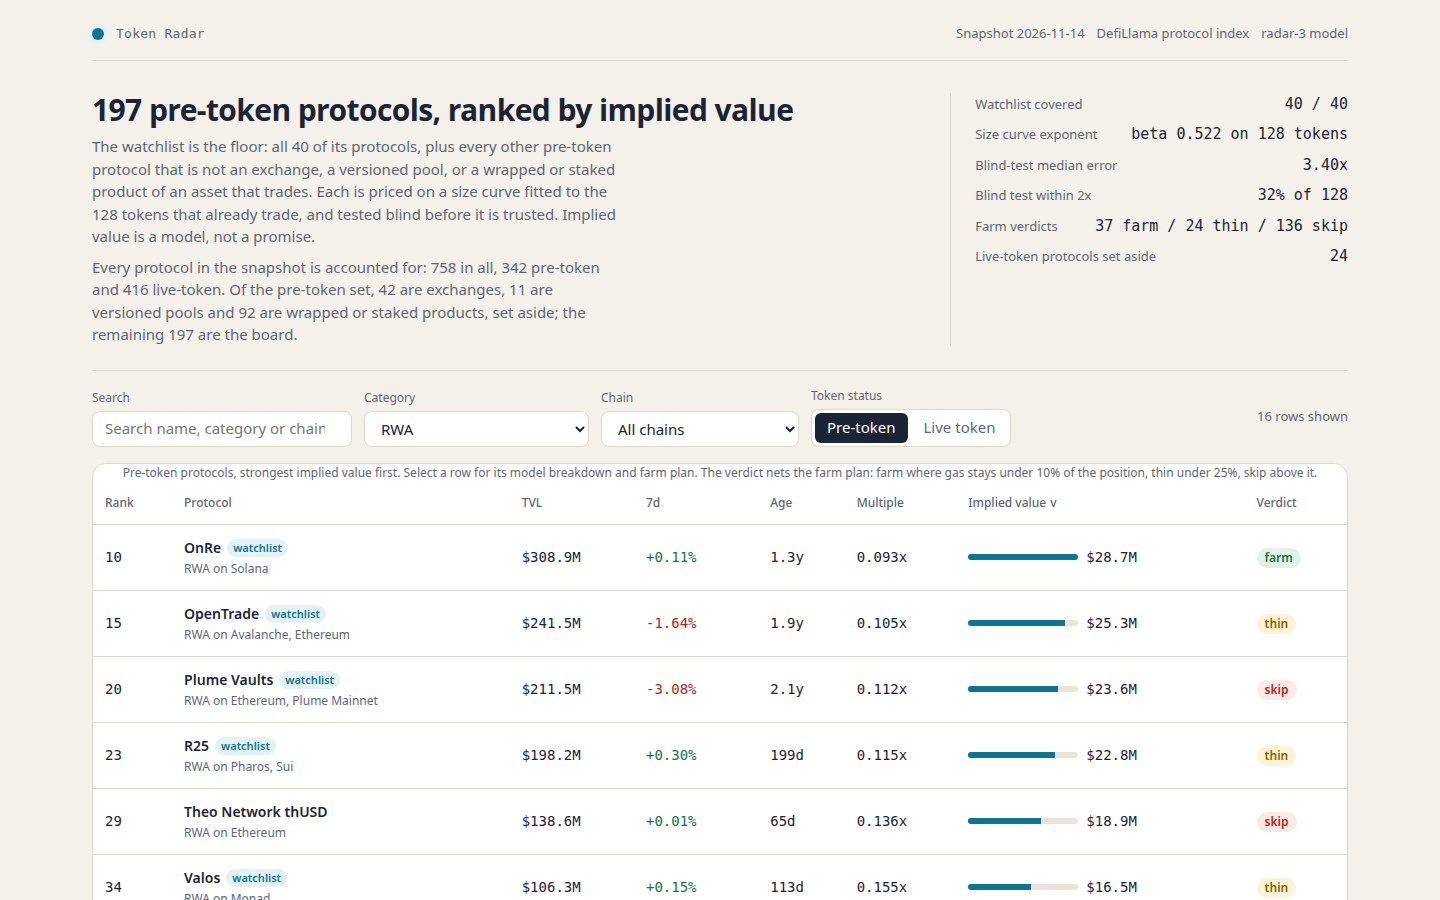 Token Radar
Snapshot 2026-11-14 DefiLlama protocol index radar-3 model
197 pre-token protocols, ranked by implied value
The watchlist is the floor: all 40 of its protocols, plus every other pre-token
protocol that is not an exchange, a versioned pool, or a wrapped or staked
product of an asset that trades. Each is priced on a size curve fitted to the
128 tokens that already trade, and tested blind before it is trusted. Implied
value is a model, not a promise.
Every protocol in the snapshot is accounted for: 758 in all, 342 pre-token
and 416 live-token. Of the pre-token set, 42 are exchanges, 11 are
versioned pools and 92 are wrapped or staked products, set aside; the
remaining 197 are the board.
Watchlist covered 40 / 40
Size curve exponent beta 0.522 on 128 tokens
Blind-test median error 3.40x
Blind test within 2x 32% of 128
Farm verdicts 37 farm / 24 thin / 136 skip
Live-token protocols set aside 24
Search Category Chain Token status
Search name, category or chain RWA All chains Pre-token Live token
16 rows shown
Pre-token protocols, strongest implied value first. Select a row for its model breakdown and farm plan. The verdict nets the farm plan: farm where gas stays under 10% of the position, thin under 25%, skip above it.
Rank Protocol TVL 7d Age Multiple Implied value v Verdict
10 OnRe watchlist $308.9M +0.11% 1.3y 0.093x $28.7M farm
RWA on Solana
15 OpenTrade watchlist $241.5M -1.64% 1.9y 0.105x $25.3M thin
RWA on Avalanche, Ethereum
20 Plume Vaults watchlist $211.5M -3.08% 2.1y 0.112x $23.6M skip
RWA on Ethereum, Plume Mainnet
23 R25 watchlist $198.2M +0.30% 199d 0.115x $22.8M thin
RWA on Pharos, Sui
29 Theo Network thUSD $138.6M +0.01% 65d 0.136x $18.9M skip
RWA on Ethereum
34 Valos watchlist $106.3M +0.15% 113d 0.155x $16.5M thin
RWA on Monad